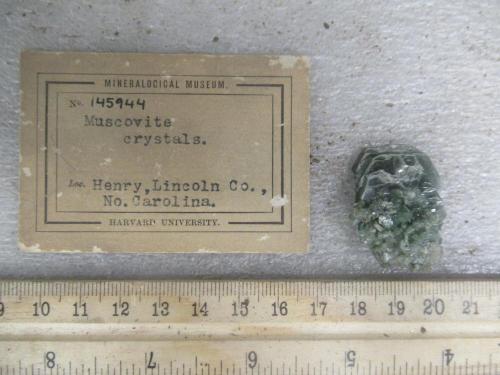 MINERALOGICAL MUSEUM.
No. 145944
Muscovite
crystals.
Loc. Henry, Lincoln Co.,
No. Carolina.
HARVARD UNIVERSITY.
9 10 11 12 13 14 15 16 17 18 19 20 21
8 7 6 5 4